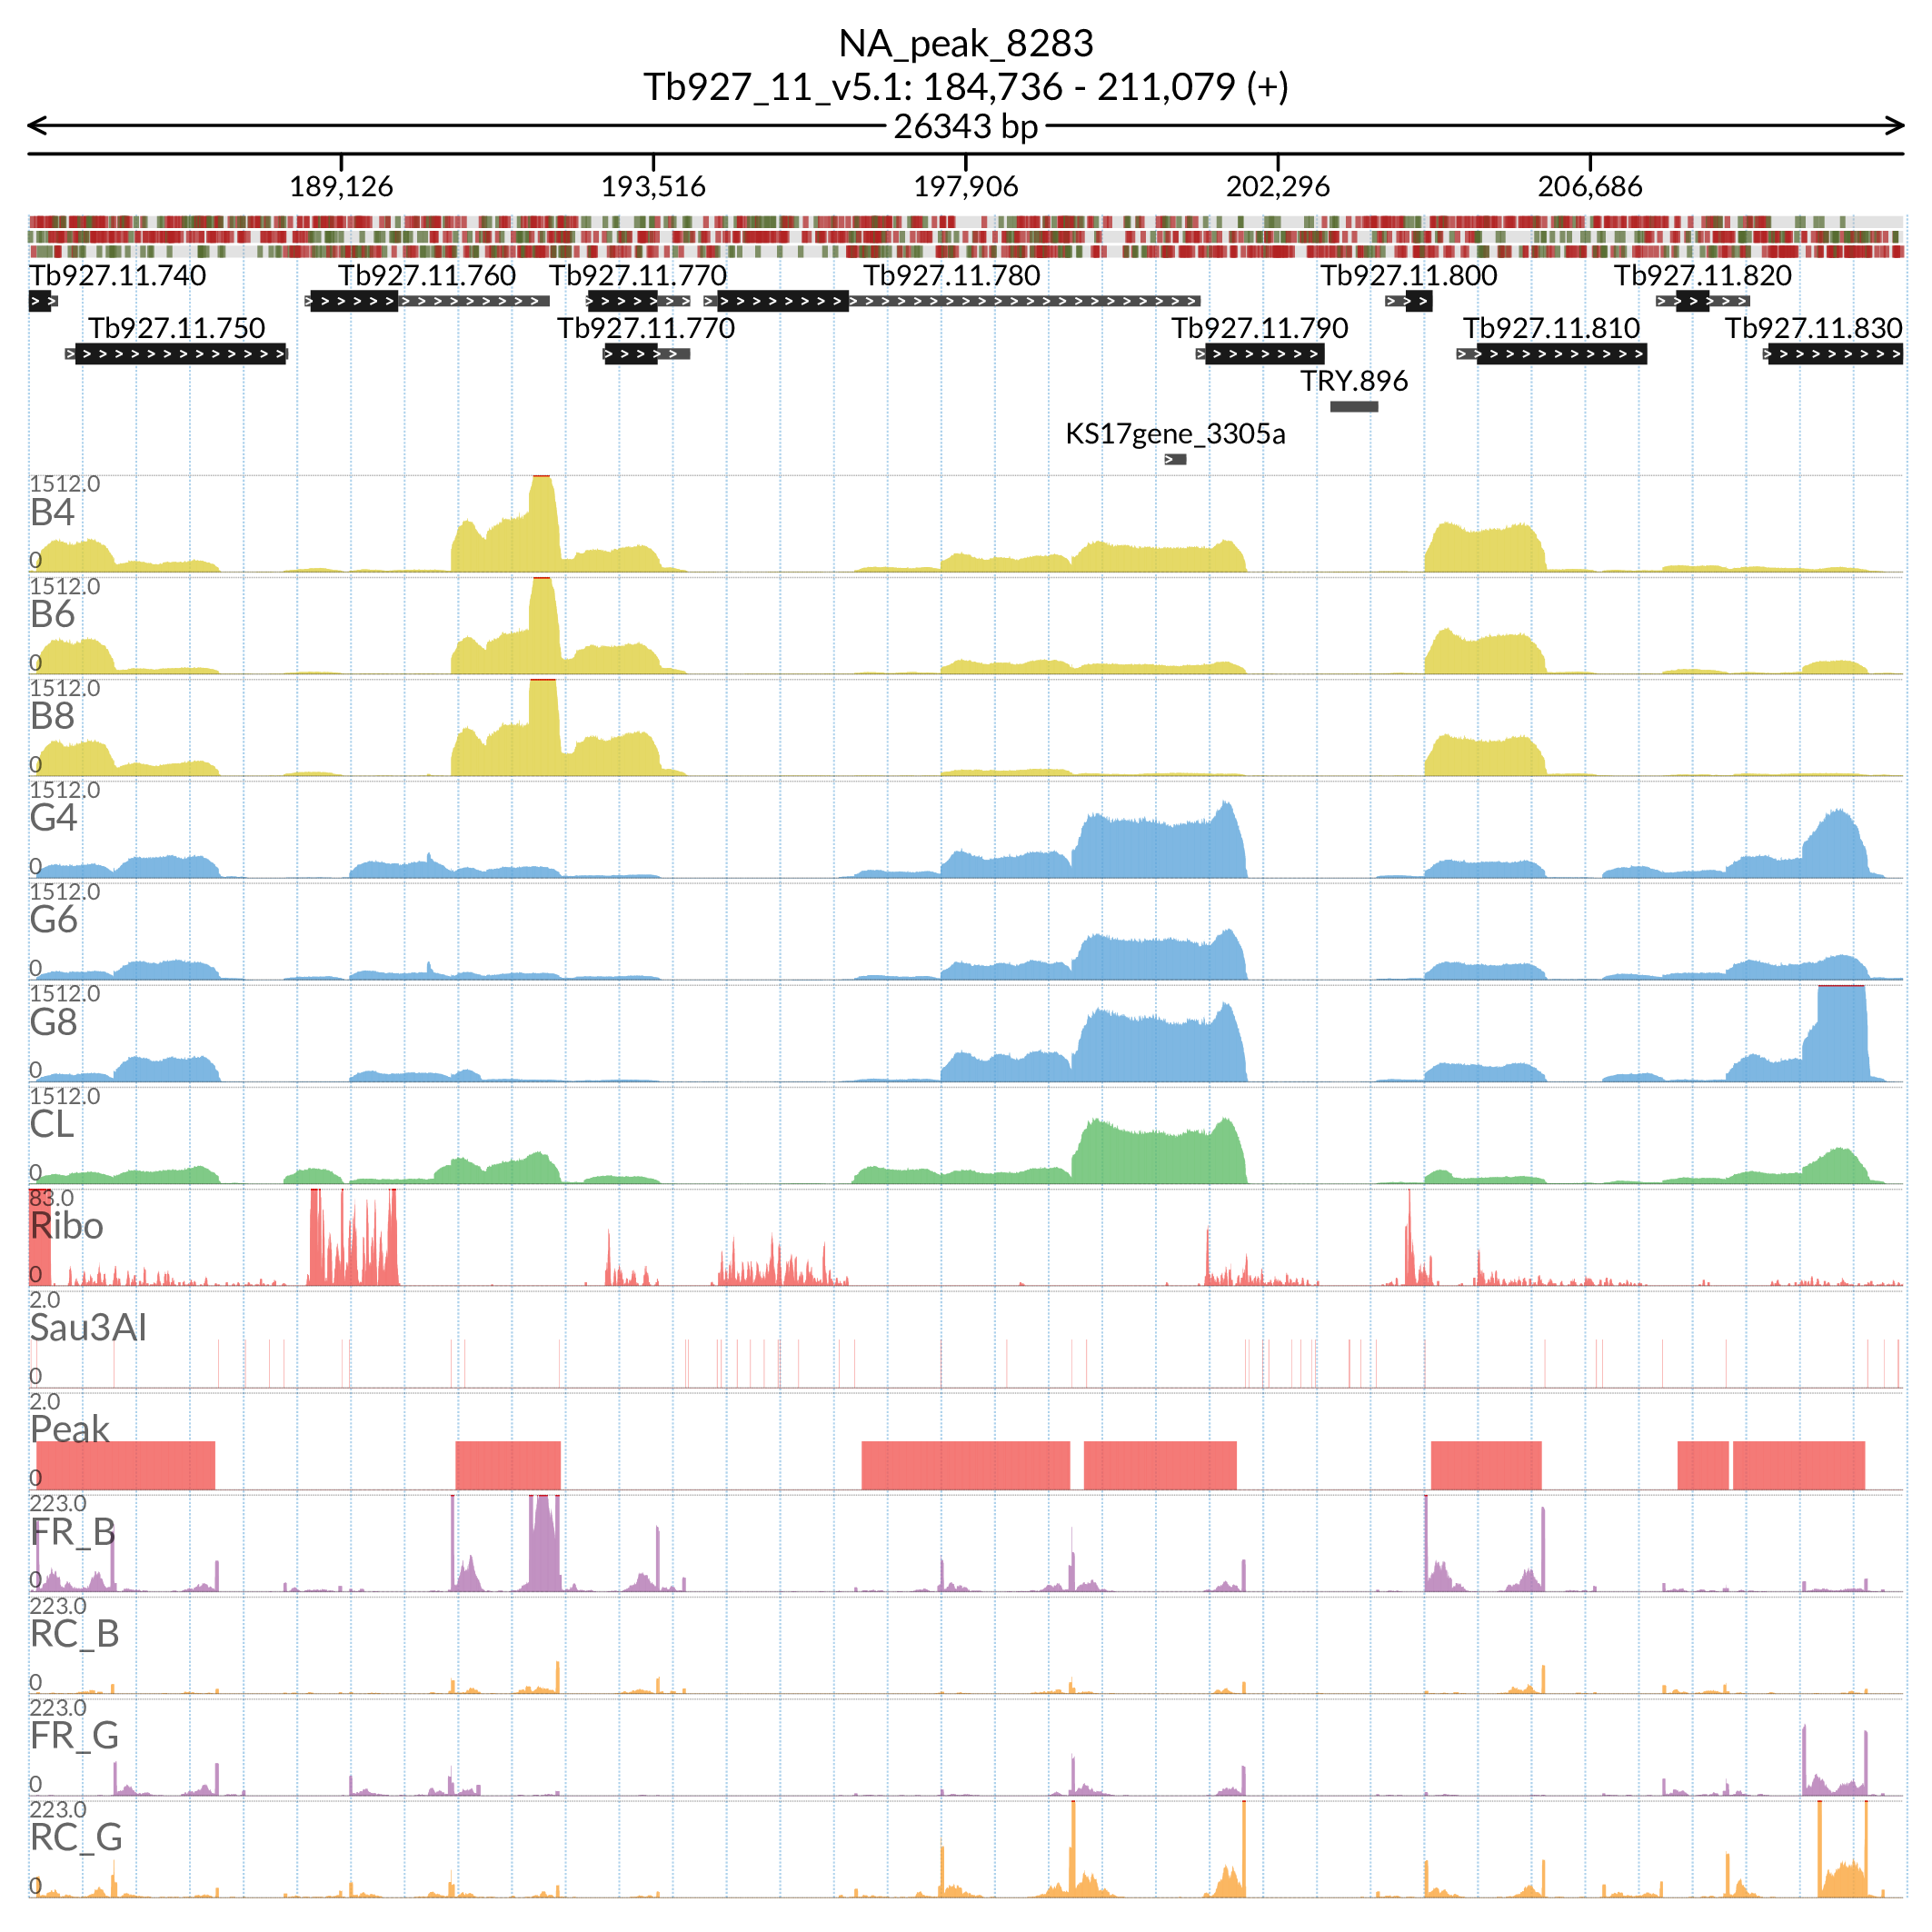 NA_peak_8283
Tb927_11_v5.1: 184,736 - 211,079 (+)
26343 bp
189,126 193,516 197,906 202,296 206,686
Tb927.11.740 Tb927.11.760 Tb927.11.770 Tb927.11.780 Tb927.11.800 Tb927.11.820
Tb927.11.750 Tb927.11.770 Tb927.11.790 Tb927.11.810 Tb927.11.830
TRY.896
KS17gene_3305a
1512.0
B4
0
1512.0
B6
0
1512.0
B8
0
1512.0
G4
0
1512.0
G6
0
1512.0
G8
0
1512.0
CL
0
83.0
Ribo
0
2.0
Sau3AI
0
2.0
Peak
0
223.0
FR_B
0
223.0
RC_B
0
223.0
FR_G
0
223.0
RC_G
0